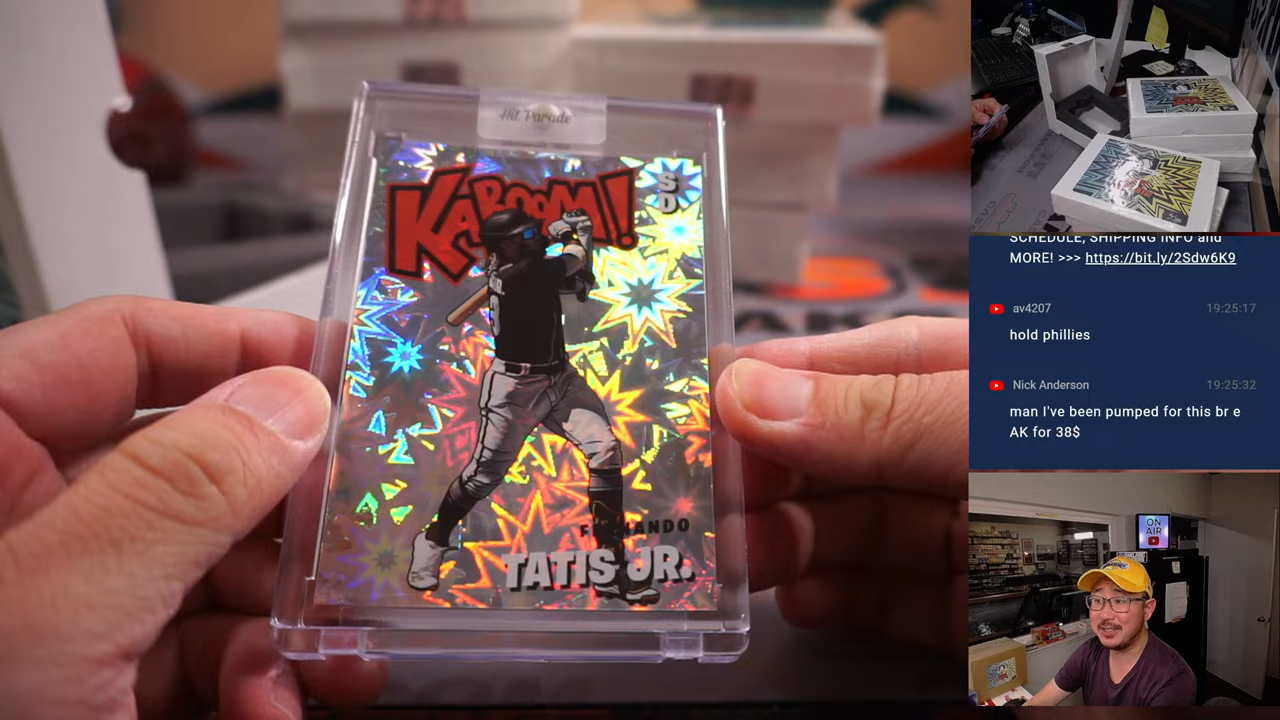 Hit Parade
KABOOM!
SD
FERNANDO
TATIS JR.
SCHEDULE, SHIPPING INFO and
MORE! >>> https://bit.ly/2Sdw6K9
av4207 19:25:17
hold phillies
Nick Anderson 19:25:32
man I've been pumped for this br e
AK for 38$
ON
AIR